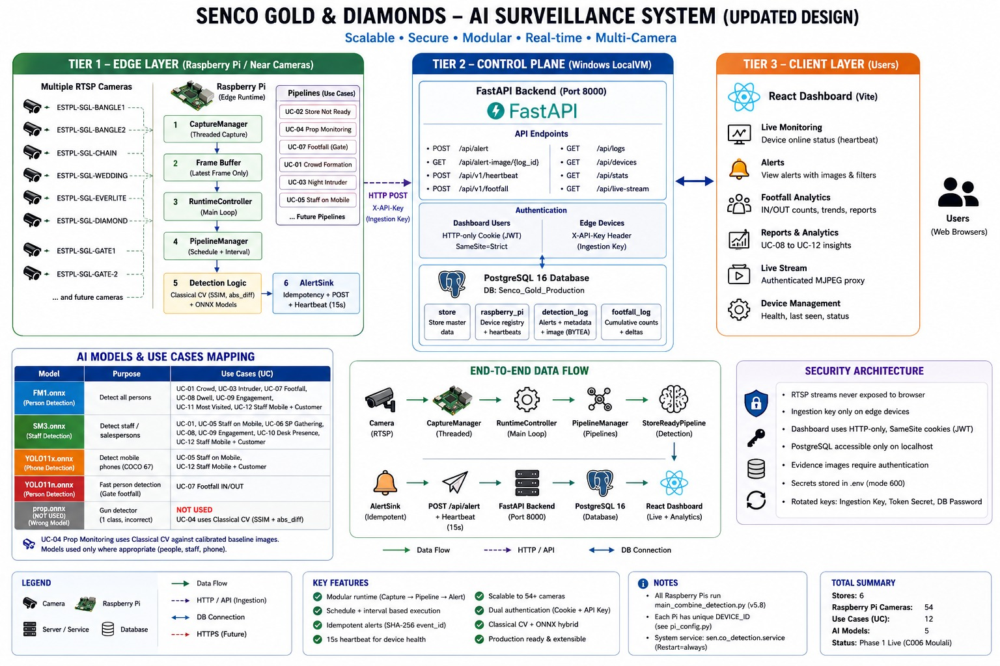 SENCO GOLD & DIAMONDS – AI SURVEILLANCE SYSTEM (UPDATED DESIGN)
Scalable • Secure • Modular • Real-time • Multi-Camera
TIER 1 – EDGE LAYER (Raspberry Pi / Near Cameras)
Multiple RTSP Cameras
ESTPL-SGL-BANGLE1
ESTPL-SGL-BANGLE2
ESTPL-SGL-CHAIN
ESTPL-SGL-WEDDING
ESTPL-SGL-EVERLITE
ESTPL-SGL-DIAMOND
ESTPL-SGL-GATE1
ESTPL-SGL-GATE-2
... and future cameras
Raspberry Pi
(Edge Runtime)
1 CaptureManager
(Threaded Capture)
2 Frame Buffer
(Latest Frame Only)
3 RuntimeController
(Main Loop)
4 PipelineManager
(Schedule + Interval)
5 Detection Logic
Classical CV (SSIM, abs_diff)
+ ONNX Models
6 AlertSink
Idempotency + POST
+ Heartbeat (15s)
Pipelines (Use Cases)
UC-02 Store Not Ready
UC-04 Prop Monitoring
UC-07 Footfall (Gate)
UC-01 Crowd Formation
UC-03 Night Intruder
UC-05 Staff on Mobile
... Future Pipelines
HTTP POST
X-API-Key
(Ingestion Key)
TIER 2 – CONTROL PLANE (Windows LocalVM)
FastAPI Backend (Port 8000)
FastAPI
API Endpoints
• POST /api/alert
• GET /api/alert-image/{log_id}
• POST /api/v1/heertbeat
• POST /api/v1/footfall
• GET /api/logs
• GET /api/devices
• GET /api/stats
• GET /api/live-stream
Authentication
Dashboard Users
HTTP-only Cookie (JWT)
SameSite=Strict
Edge Devices
X-API-Key Header
(Ingestion Key)
PostgreSQL 16 Database
DB: Senco_Gold_Production
store
Store master
data
raspberry_pi
Device registry
+ heartbeats
detection_log
Alerts + metadata
+ image (BYTEA)
footfall_log
Cumulative counts
+ deltas
TIER 3 – CLIENT LAYER (Users)
React Dashboard (Vite)
Live Monitoring
Device online status (heartbeat)
Alerts
View alerts with images & filters
Footfall Analytics
IN/OUT counts, trends, reports
Reports & Analytics
UC-08 to UC-12 insights
Live Stream
Authenticated MJPEG proxy
Device Management
Health, last seen, status
Users
(Web Browsers)
AI MODELS & USE CASES MAPPING
Model Purpose Use Cases (UC)
FM1.onnx
(Person Detection)
Detect all persons
UC-01 Crowd, UC-03 Intruder, UC-07 Footfall,
UC-08 Dwell, UC-09 Engagement,
UC-11 Most Visited, UC-12 Staff Mobile + Customer
SM3.onnx
(Staff Detection)
Detect staff /
salespersons
UC-01, UC-05 Staff on Mobile, UC-06 SP Gathering,
UC-08, UC-09 Engagement, UC-10 Desk Presence,
UC-12 Staff Mobile + Customer
YOLO11x.onnx
(Phone Detection)
Detect mobile
phones (COCO 67)
UC-05 Staff on Mobile,
UC-12 Staff Mobile + Customer
YOLO11n.onnx
(Person Detection)
Fast person detection
(Gate footfall)
UC-07 Footfall IN/OUT
prop.onnx
(NOT USED)
(Wrong Model)
Gun detector
(1 class, incorrect)
NOT USED
UC-04 uses Classical CV (SSIM + abs_diff)
UC-04 Prop Monitoring uses Classical CV against calibrated baseline images.
Models used only where appropriate (people, staff, phone).
END-TO-END DATA FLOW
Camera
(RTSP)
CaptureManager
(Threaded)
RuntimeController
(Main Loop)
PipelineManager
(Pipelines)
StoreReadyPipeline
(Detection)
AlertSink
(Idempotent)
POST /api/alert
+ Heartbeat
(15s)
FastAPI Backend
(Port 8000)
PostgreSQL 16
(Database)
React Dashboard
(Live + Analytics)
Data Flow
HTTP / API
DB Connection
SECURITY ARCHITECTURE
• RTSP streams never exposed to browser
• Ingestion key only on edge devices
• Dashboard uses HTTP-only, SameSite cookies (JWT)
• PostgreSQL accessible only on localhost
• Evidence images require authentication
• Secrets stored in .env (mode 600)
• Rotated keys: Ingestion Key, Token Secret, DB Password
LEGEND
Camera
Raspberry Pi
Server / Service
Database
Data Flow
HTTP / API (Ingestion)
DB Connection
HTTPS (Future)
KEY FEATURES
Modular runtime (Capture → Pipeline → Alert)
Schedule + interval based execution
Idempotent alerts (SHA-256 event_id)
15s heartbeat for device health
Scalable to 54+ cameras
Dual authentication (Cookie + API Key)
Classical CV + ONNX hybrid
Production ready & extensible
NOTES
• All Raspberry Pis run
main_combine_detection.py (v5.8)
• Each Pi has unique DEVICE_ID
(see pi_config.py)
• System service: sen.co_detection.service
(Restart=always)
TOTAL SUMMARY
Stores: 6
Raspberry Pi Cameras: 54
Use Cases (UC): 12
AI Models: 5
Status: Phase 1 Live (C006 Moulali)